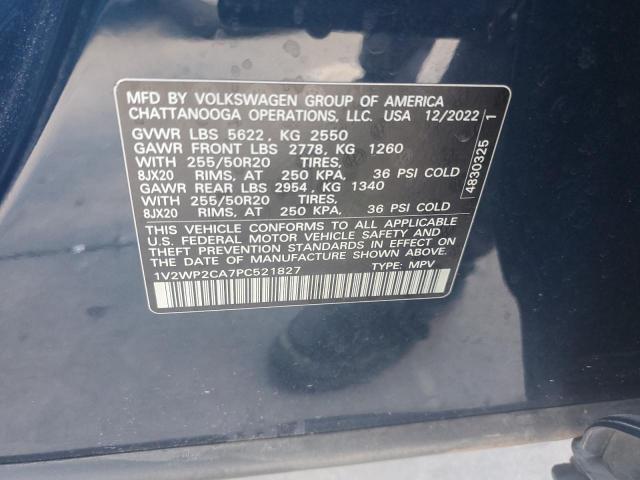 MFD BY VOLKSWAGEN GROUP OF AMERICA
CHATTANOOGA OPERATIONS, LLC. USA 12/2022
GVWR LBS 5622, KG 2550
GAWR FRONT LBS 2778, KG 1260
WITH 255/50R20 TIRES,
8JX20 RIMS, AT 250 KPA, 36 PSI COLD
GAWR REAR LBS 2954, KG 1340
WITH 255/50R20 TIRES,
8JX20 RIMS, AT 250 KPA, 36 PSI COLD
THIS VEHICLE CONFORMS TO ALL APPLICABLE
U.S. FEDERAL MOTOR VEHICLE SAFETY AND
THEFT PREVENTION STANDARDS IN EFFECT ON
THE DATE OF MANUFACTURE SHOWN ABOVE.
1V2WP2CA7PC521827 TYPE: MPV
4830325 1